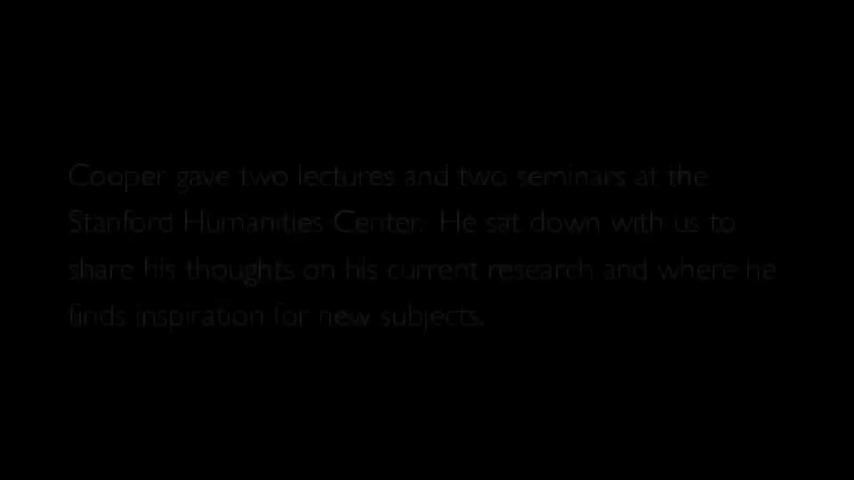 Cooper gave two lectures and two seminars at the
Stanford Humanities Center. He sat down with us to
share his thoughts on his current research and where he
finds inspiration for new subjects.